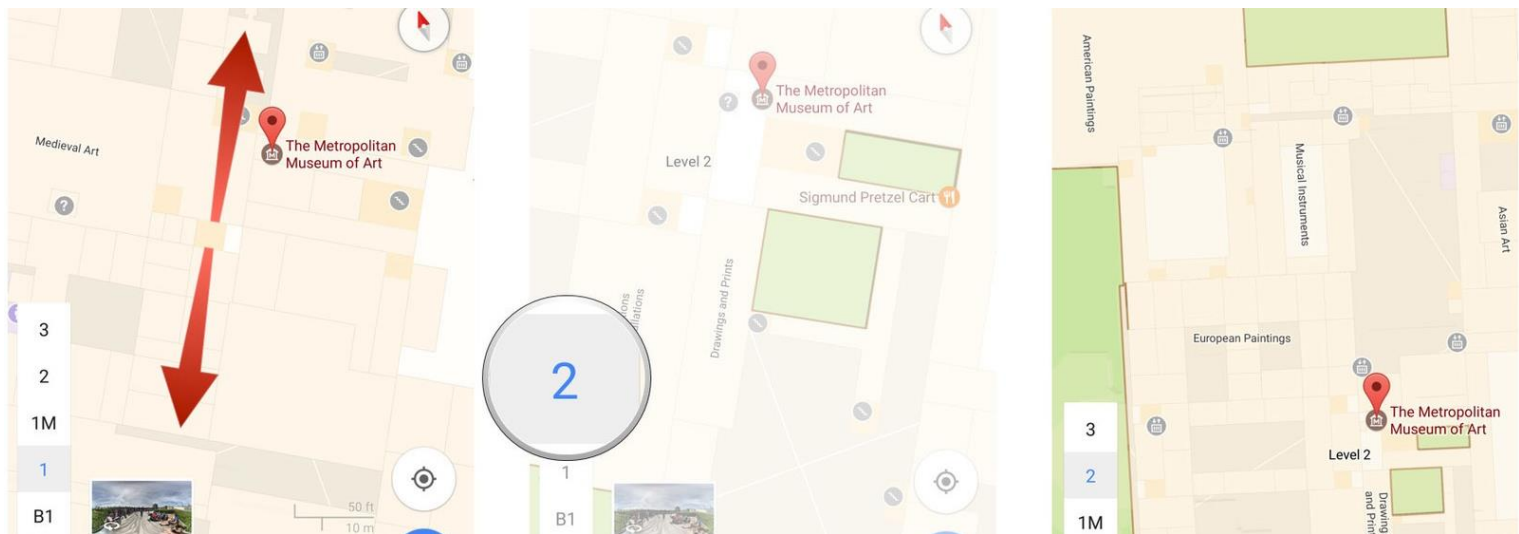 Medieval Art
The Metropolitan
Museum of Art
?
3
2
1M
1
B1
50 ft
10 m
The Metropolitan
Museum of Art
?
Level 2
Sigmund Pretzel Cart
Drawings and Prints
2
1
B1
American Paintings
Musical Instruments
Asian Art
European Paintings
The Metropolitan
Museum of Art
Level 2
3
2
1M